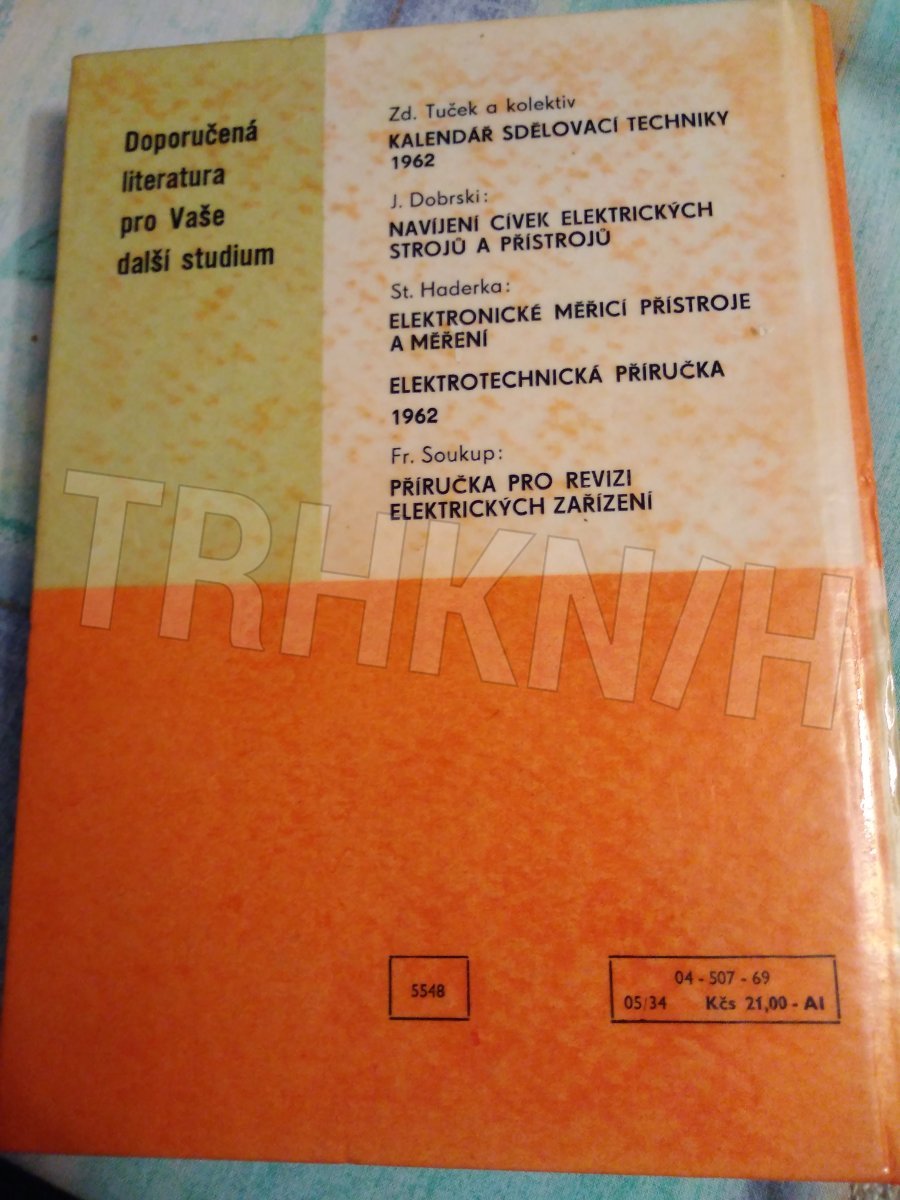 Doporučená
literatura
pro Vaše
další studium
Zd. Tuček a kolektiv
KALENDÁŘ SDĚLOVACÍ TECHNIKY
1962
J. Dobrski:
NAVÍJENÍ CÍVEK ELEKTRICKÝCH
STROJŮ A PŘÍSTROJŮ
St. Haderka:
ELEKTRONICKÉ MĚŘICÍ PŘÍSTROJE
A MĚŘENÍ
ELEKTROTECHNICKÁ PŘÍRUČKA
1962
Fr. Soukup:
PŘÍRUČKA PRO REVIZI
ELEKTRICKÝCH ZAŘÍZENÍ
TRHKN/H
5548
04 - 507 - 69
05/34 Kčs 21,00 - AI